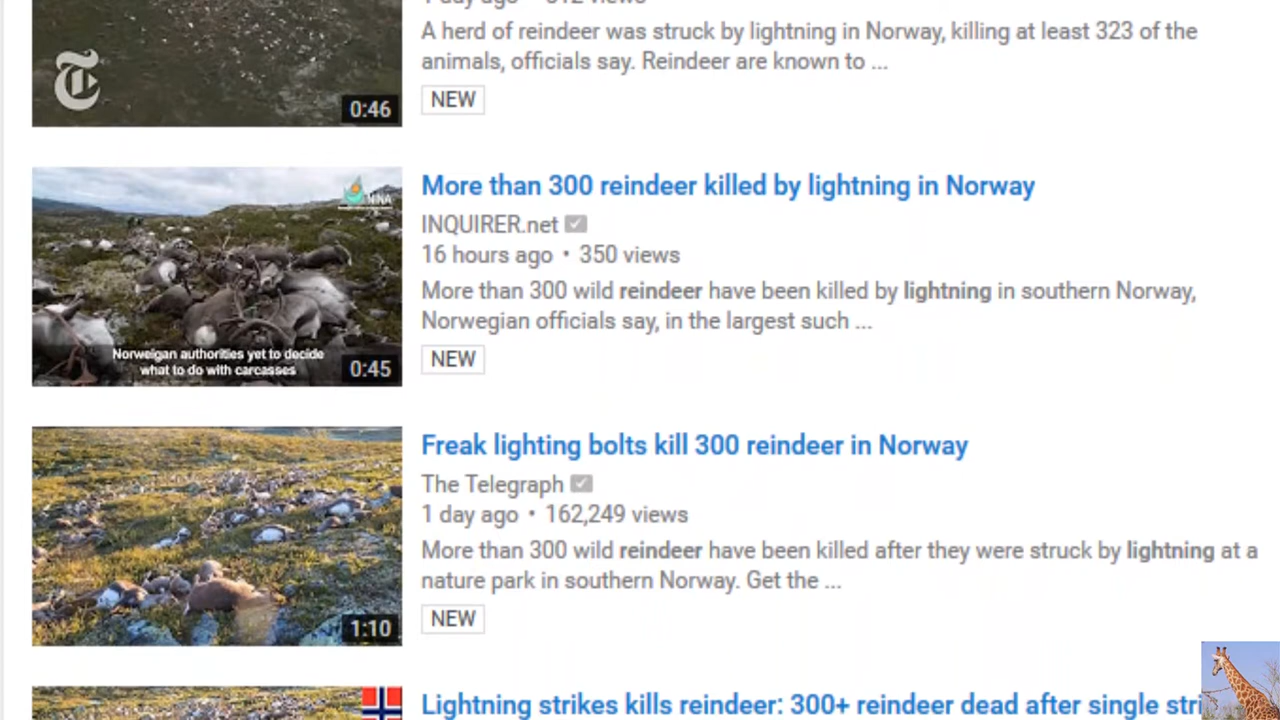 A herd of reindeer was struck by lightning in Norway, killing at least 323 of the
animals, officials say. Reindeer are known to ...
0:46
NEW
More than 300 reindeer killed by lightning in Norway
INQUIRER.net
16 hours ago • 350 views
More than 300 wild reindeer have been killed by lightning in southern Norway,
Norwegian officials say, in the largest such ...
NNA
Norweigan authorities yet to decide
what to do with carcasses
0:45
NEW
Freak lighting bolts kill 300 reindeer in Norway
The Telegraph
1 day ago • 162,249 views
More than 300 wild reindeer have been killed after they were struck by lightning at a
nature park in southern Norway. Get the ...
1:10
NEW
Lightning strikes kills reindeer: 300+ reindeer dead after single stri